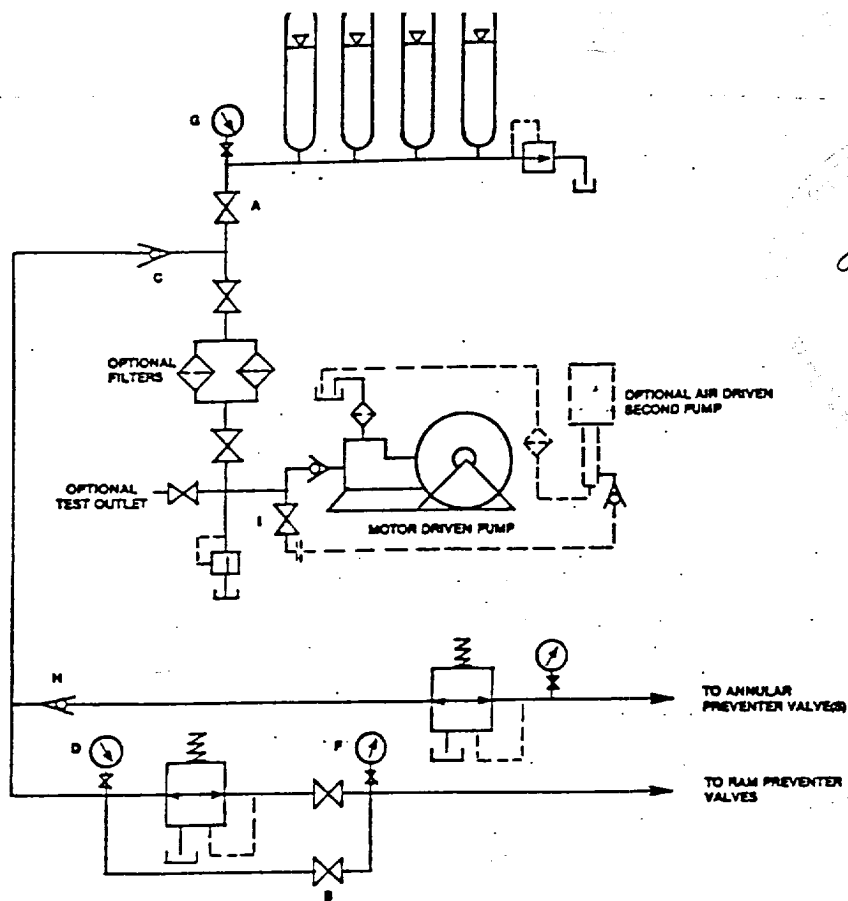 G
A
C
OPTIONAL
FILTERS
OPTIONAL AIR DRIVEN
SECOND PUMP
OPTIONAL
TEST OUTLET
I
MOTOR DRIVEN PUMP
H
TO ANNULAR
PREVENTER VALVE(S)
D
F
TO RAM PREVENTER
VALVES
B